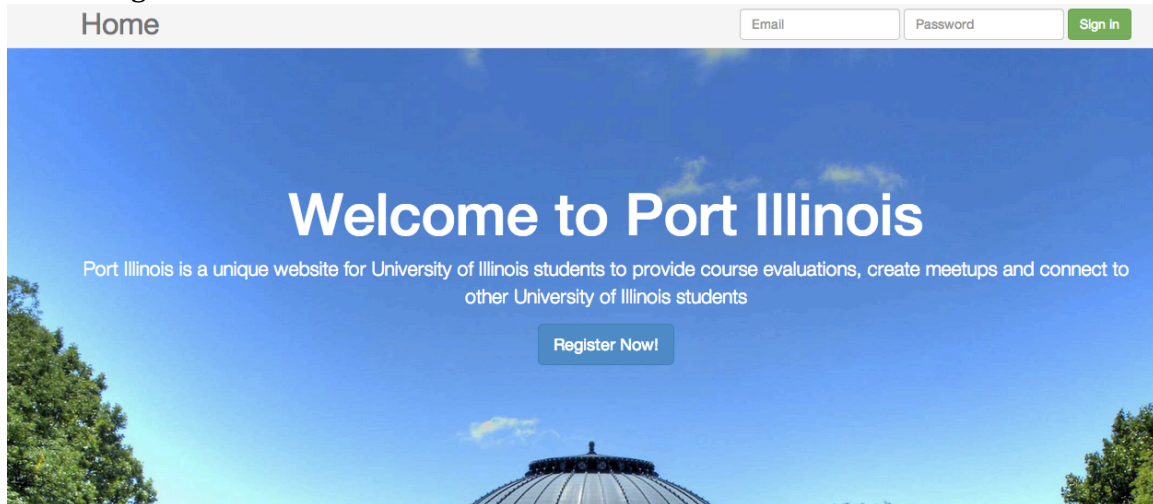 Home
Email
Password
Sign in
Welcome to Port Illinois
Port Illinois is a unique website for University of Illinois students to provide course evaluations, create meetups and connect to
other University of Illinois students
Register Now!